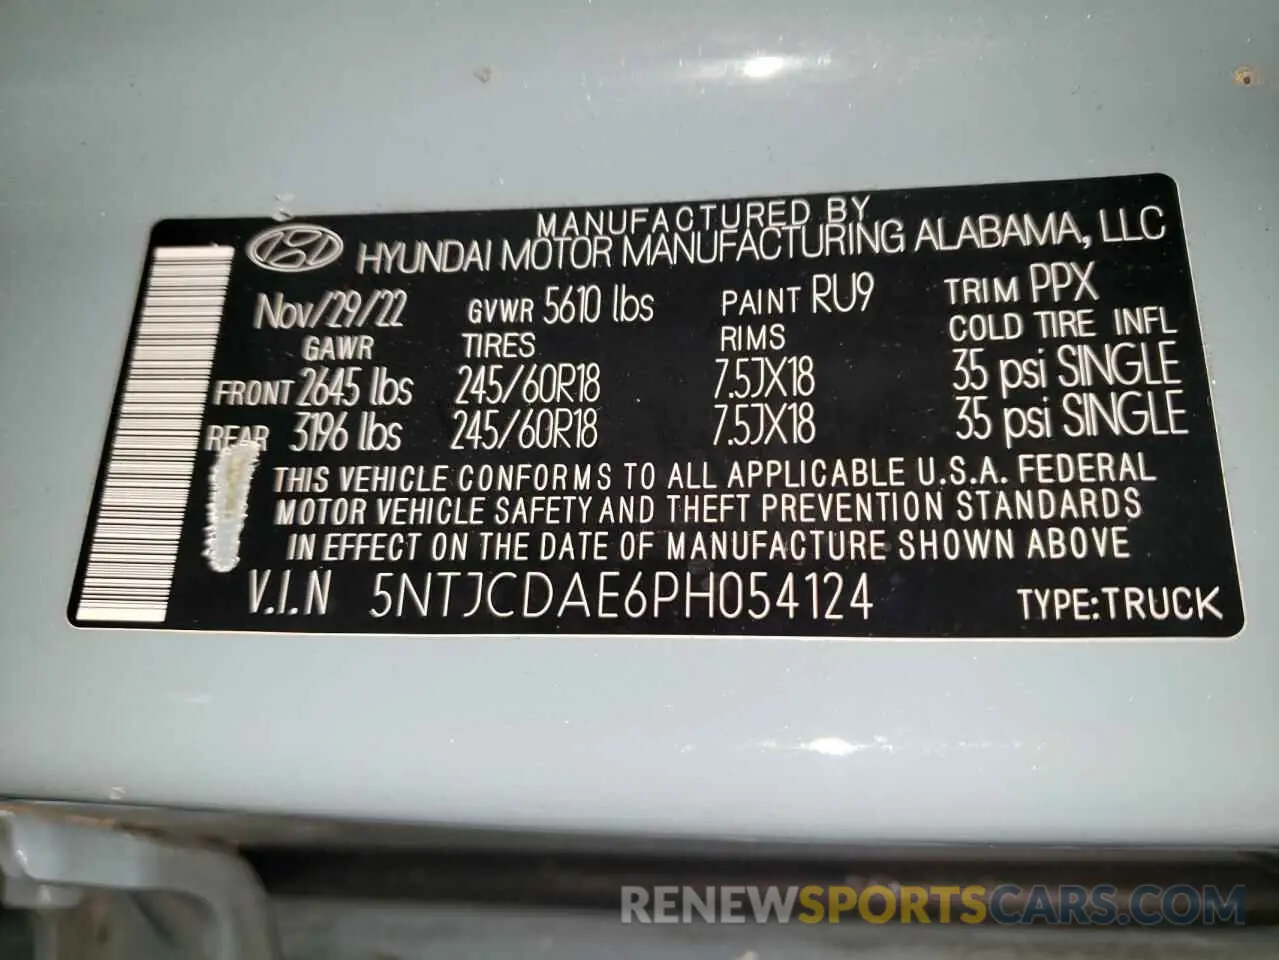 MANUFACTURED BY
HYUNDAI MOTOR MANUFACTURING ALABAMA, LLC
Nov/29/22 GVWR 5610 lbs PAINT RU9 TRIM PPX
GAWR TIRES RIMS COLD TIRE INFL
FRONT 2645 lbs 245/60R18 7.5JX18 35 psi SINGLE
REAR 3196 lbs 245/60R18 7.5JX18 35 psi SINGLE
THIS VEHICLE CONFORMS TO ALL APPLICABLE U.S.A. FEDERAL
MOTOR VEHICLE SAFETY AND THEFT PREVENTION STANDARDS
IN EFFECT ON THE DATE OF MANUFACTURE SHOWN ABOVE
V.I.N 5NTJCDAE6PH054124 TYPE:TRUCK
RENEWSPORTSCARS.COM